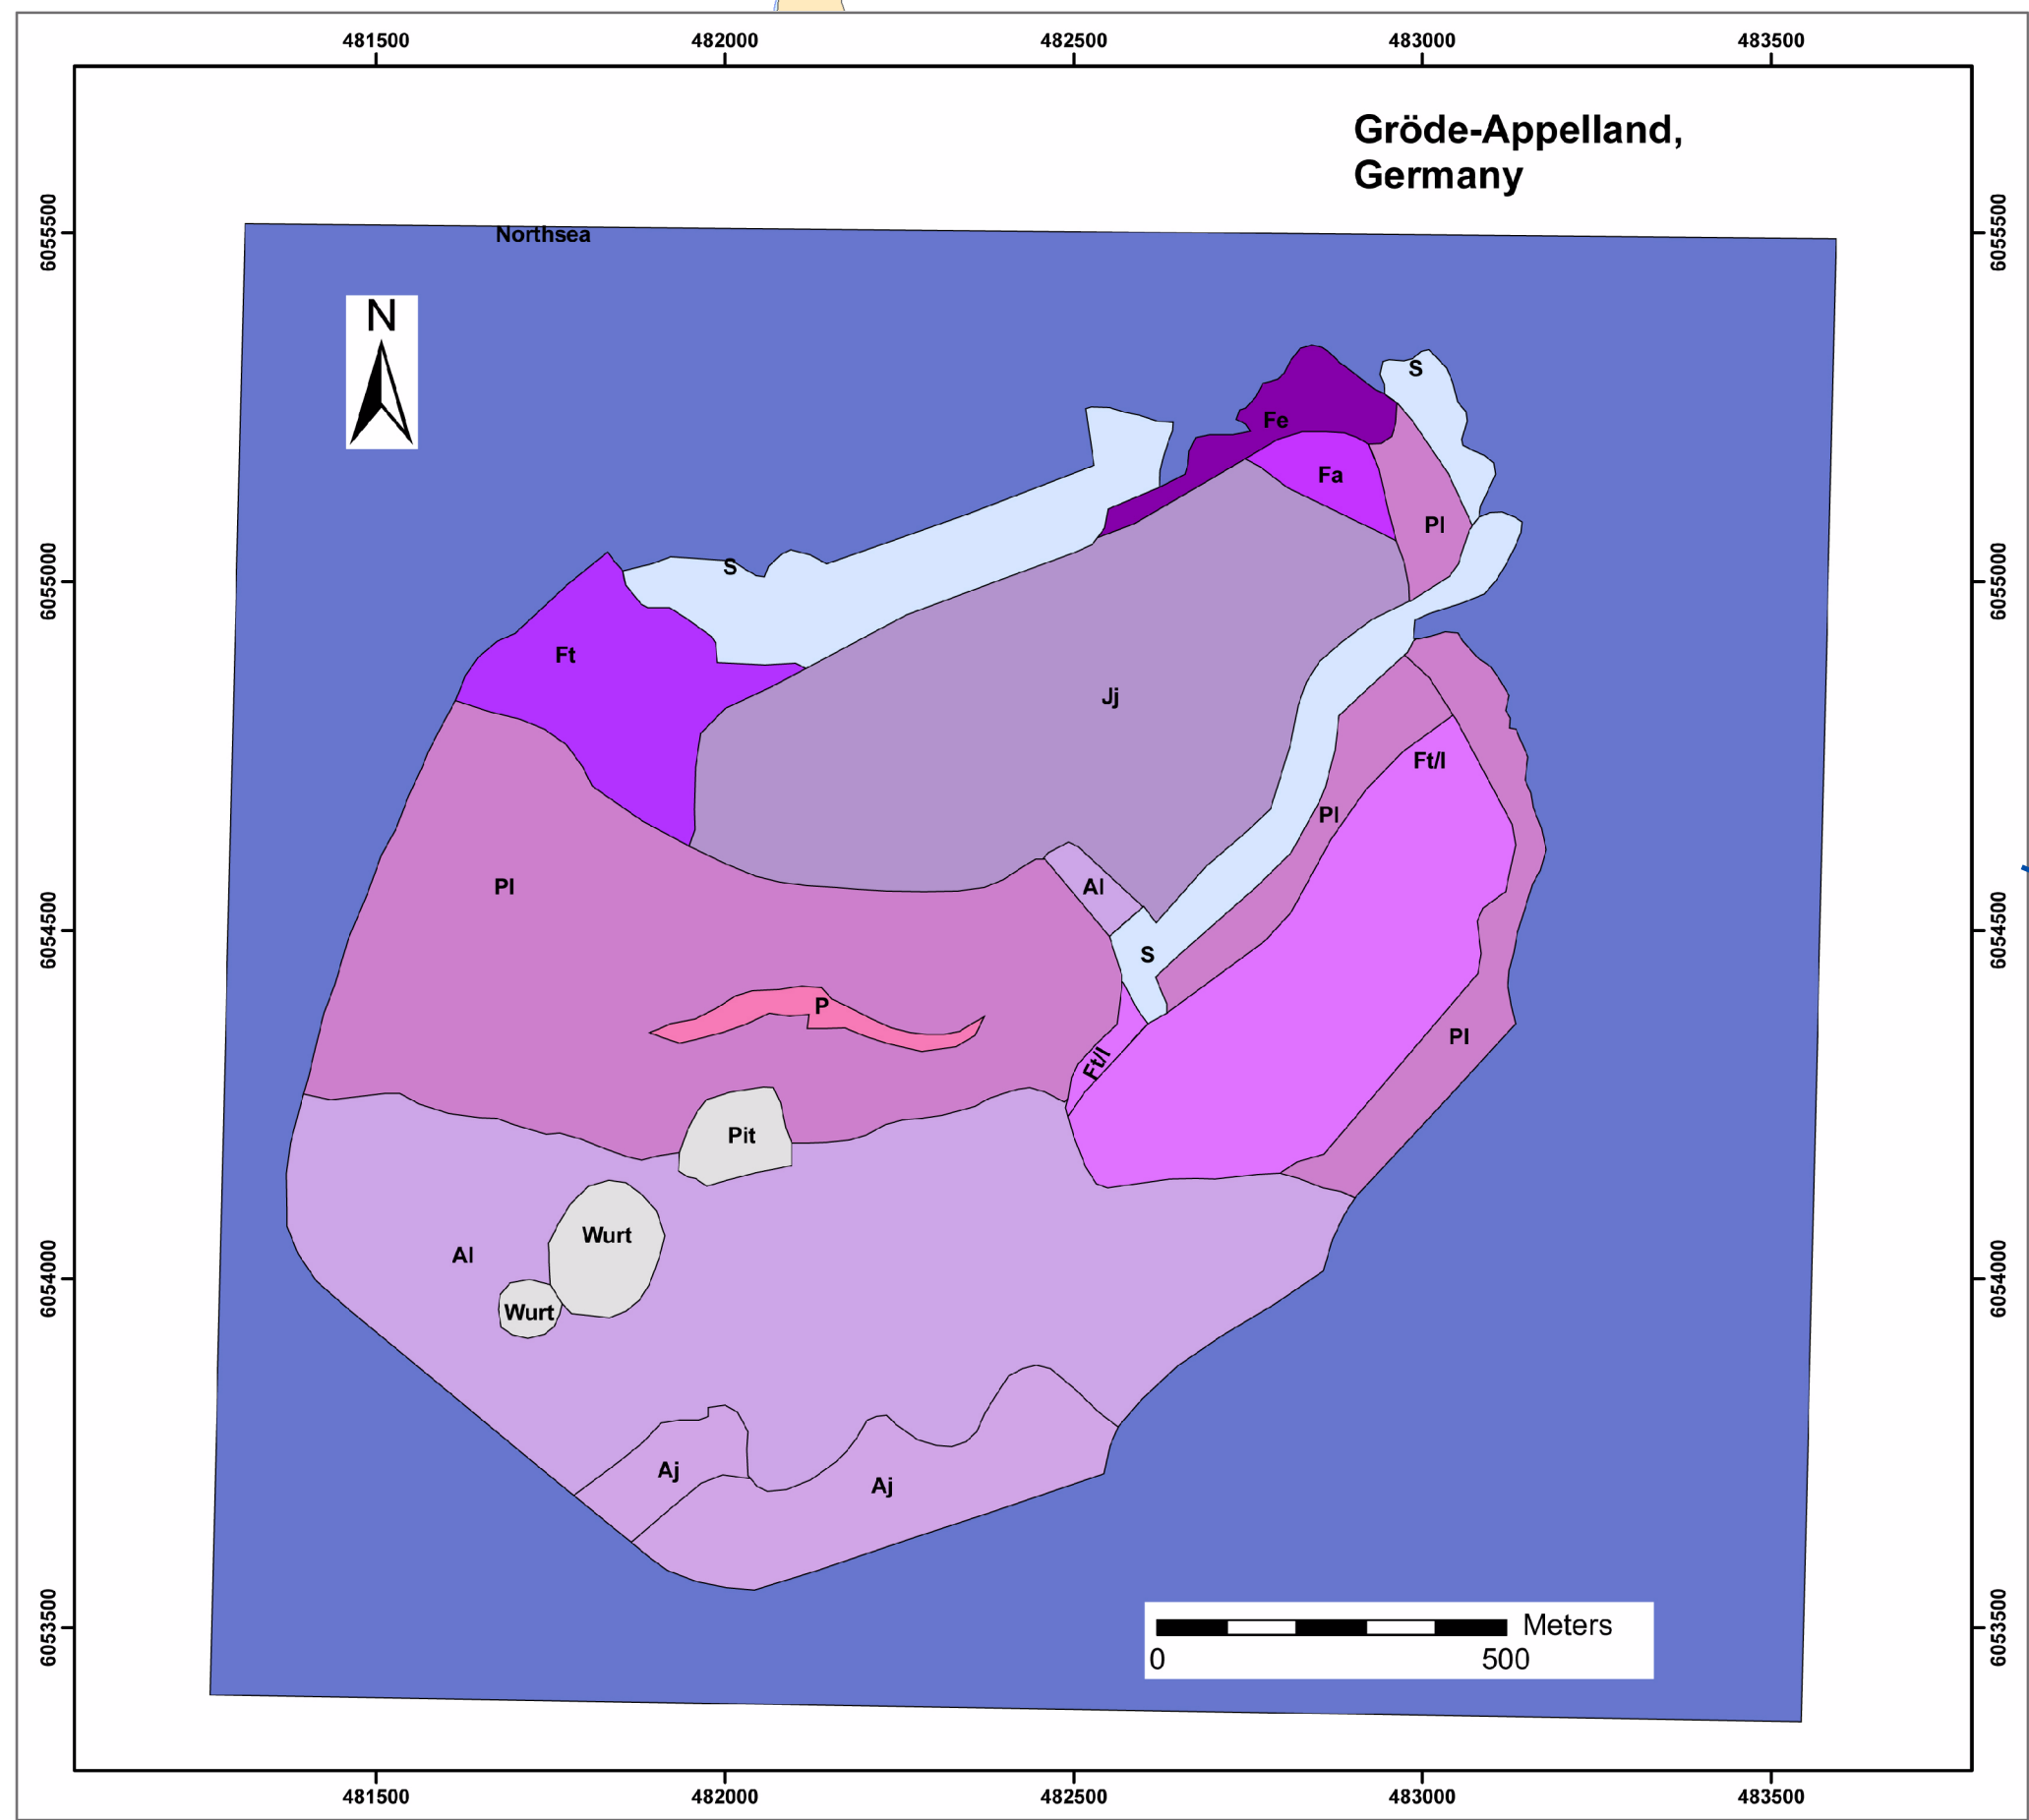 481500 482000 482500 483000 483500
Gröde-Appelland,
Germany
6055500 6055500
Northsea
N
S
Fe
Fa
Pl
S
6055000 6055000
Ft
Jj
Ft/l
Pl
Pl
Al
S
6054500 6054500
P
Pl
Ft/l
Pit
Wurt
Al
6054000 6054000
Wurt
Aj
Aj
6053500 6053500
Meters
0 500
481500 482000 482500 483000 483500